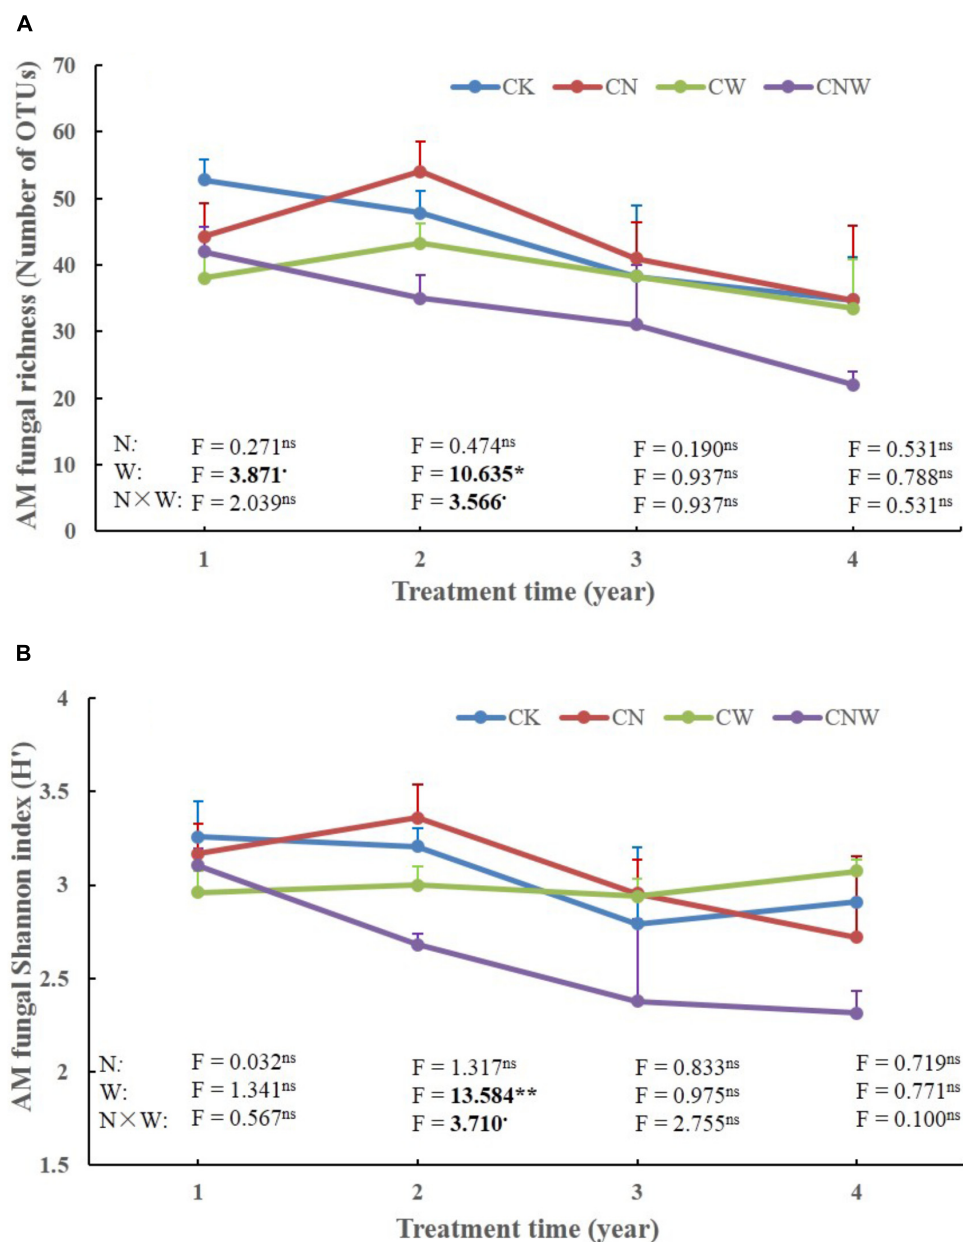 A
AM fungal richness (Number of OTUs)
70
60
50
40
30
20
10
0
CK CN CW CNW
N: F = 0.271ns F = 0.474ns F = 0.190ns F = 0.531ns
W: F = 3.871· F = 10.635* F = 0.937ns F = 0.788ns
N×W: F = 2.039ns F = 3.566· F = 0.937ns F = 0.531ns
1 2 3 4
Treatment time (year)
B
AM fungal Shannon index (H')
4
3.5
3
2.5
2
1.5
CK CN CW CNW
N: F = 0.032ns F = 1.317ns F = 0.833ns F = 0.719ns
W: F = 1.341ns F = 13.584** F = 0.975ns F = 0.771ns
N×W: F = 0.567ns F = 3.710· F = 2.755ns F = 0.100ns
1 2 3 4
Treatment time (year)